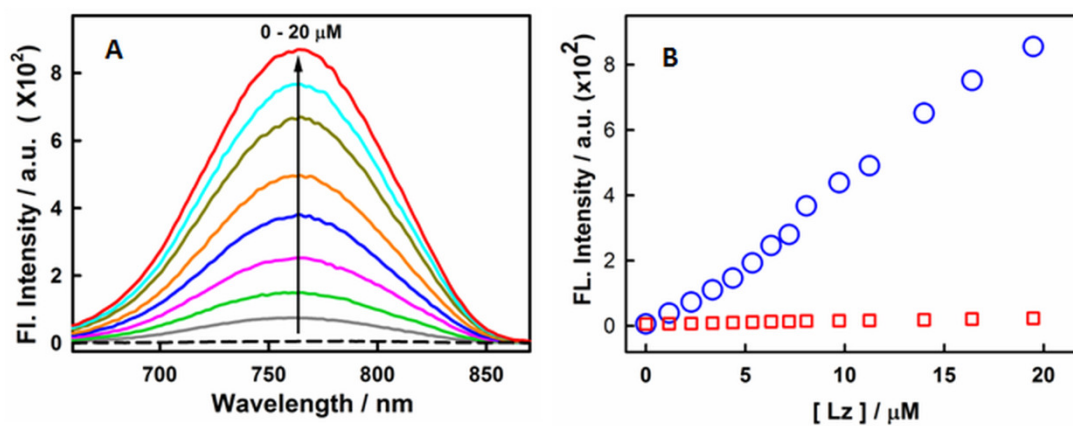 A
0 - 20 μM
Fl. Intensity / a.u. ( X10²)
8
6
4
2
0
700 750 800 850
Wavelength / nm
B
FL. Intensity / a.u. (x10²)
8
6
4
2
0
0 5 10 15 20
[ Lz ] / μM